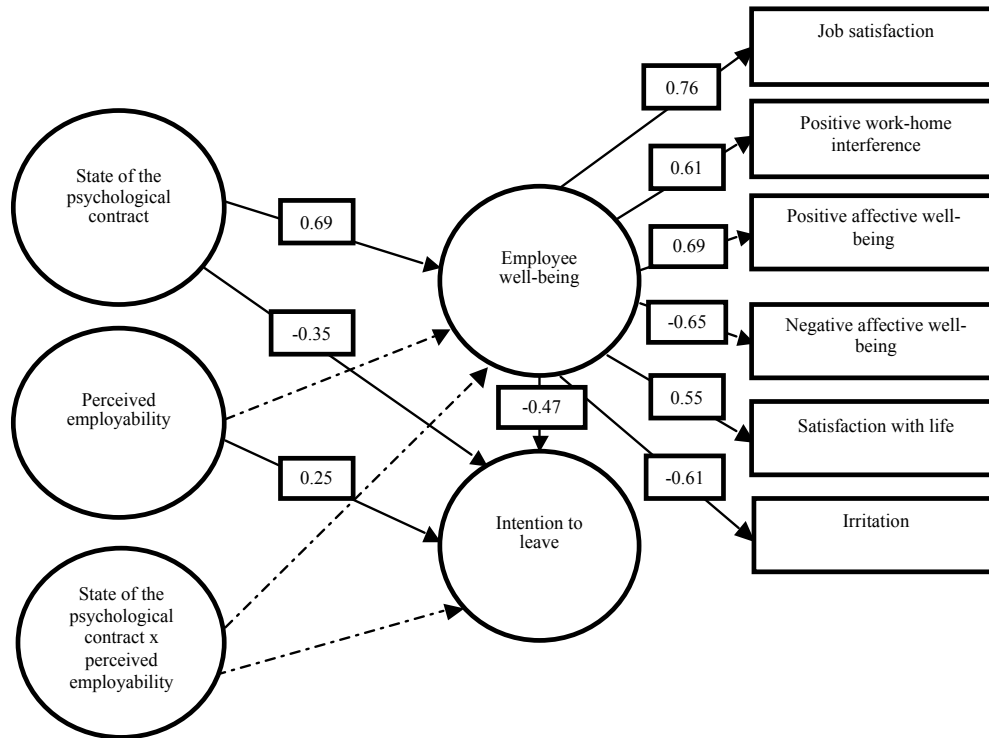 Job satisfaction
0.76
Positive work-home
interference
0.61
State of the
psychological
contract
0.69
Positive affective well-
being
0.69
Employee
well-being
-0.65
Negative affective well-
being
-0.35
Perceived
employability
-0.47
0.55
Satisfaction with life
0.25
-0.61
Intention to
leave
Irritation
State of the
psychological
contract x
perceived
employability